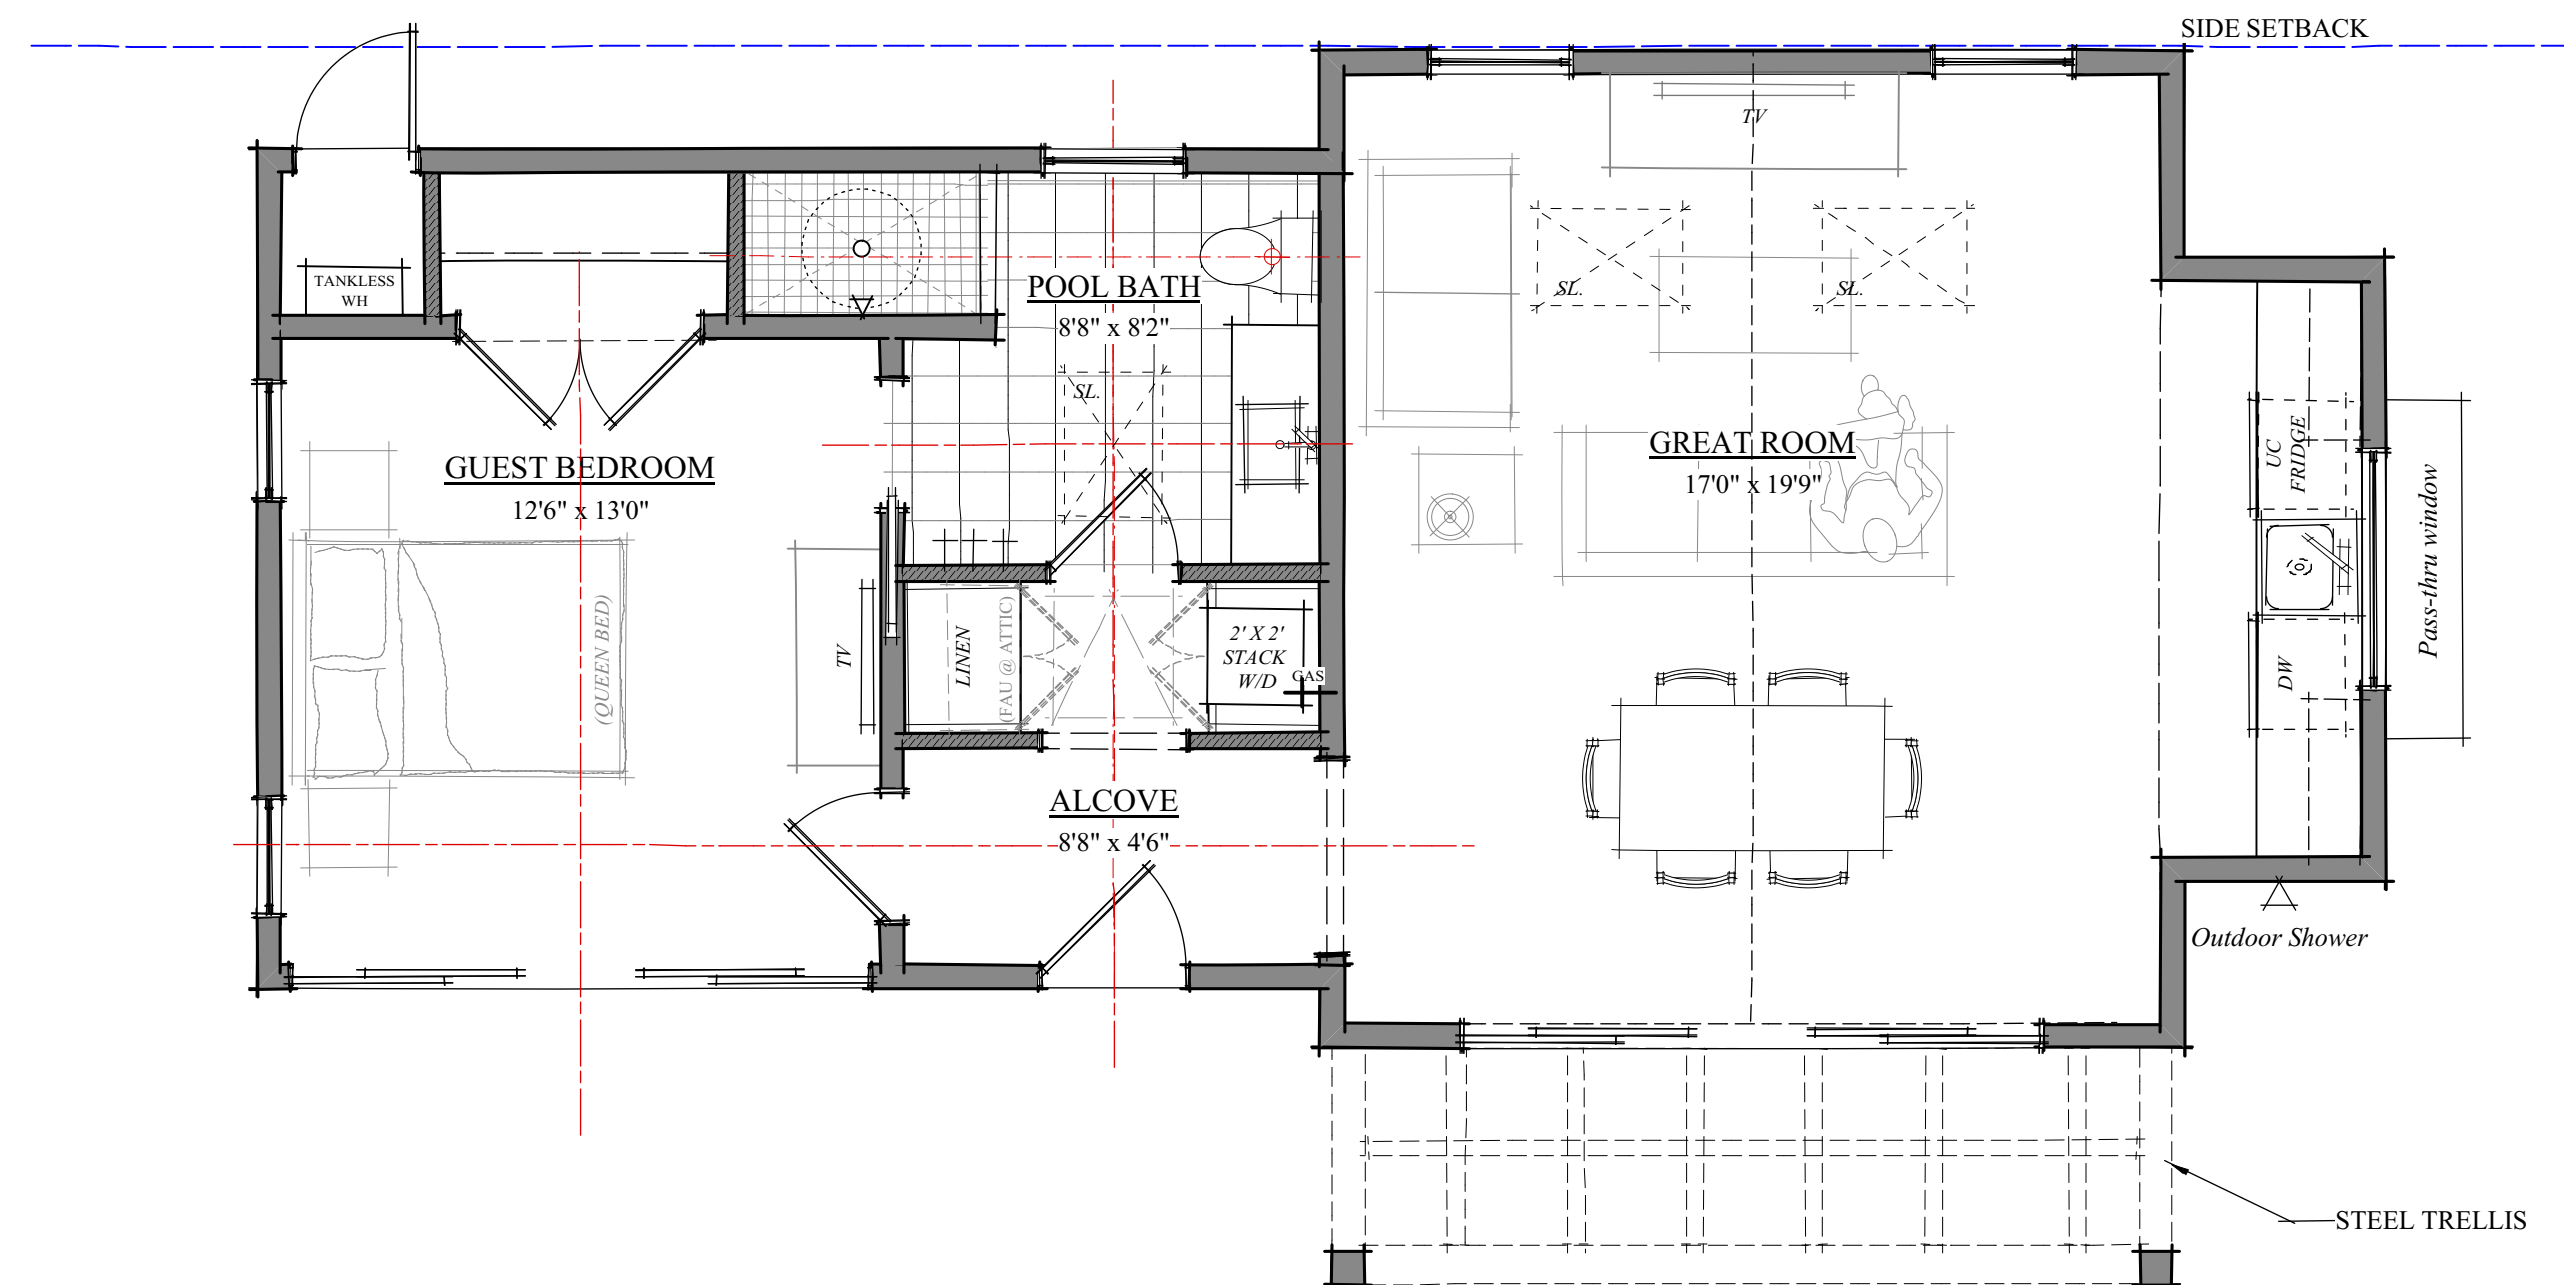 SIDE SETBACK
TV
TANKLESS
WH
POOL BATH
8'8" x 8'2"
SL.
SL.
SL.
GUEST BEDROOM
12'6" x 13'0"
GREAT ROOM
17'0" x 19'9"
UC
FRIDGE
Pass-thru window
(QUEEN BED)
TV
LINEN
(FAU @ ATTIC)
2' X 2'
STACK
W/D
GAS
DW
ALCOVE
8'8" x 4'6"
Outdoor Shower
STEEL TRELLIS